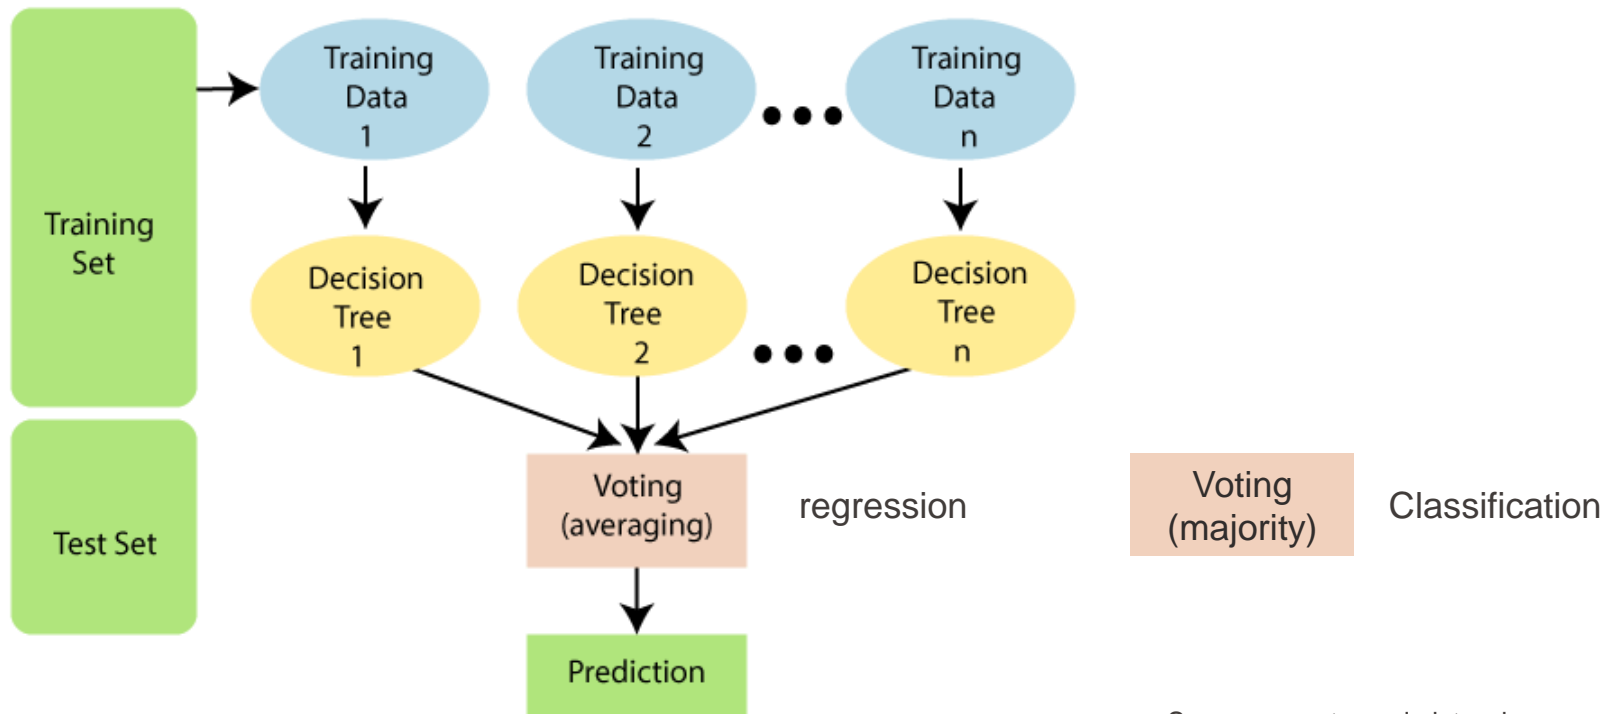 Training
Set
Training
Data
1
Training
Data
2
Training
Data
n
Decision
Tree
1
Decision
Tree
2
Decision
Tree
n
Voting
(averaging)
regression
Voting
(majority)
Classification
Test Set
Prediction